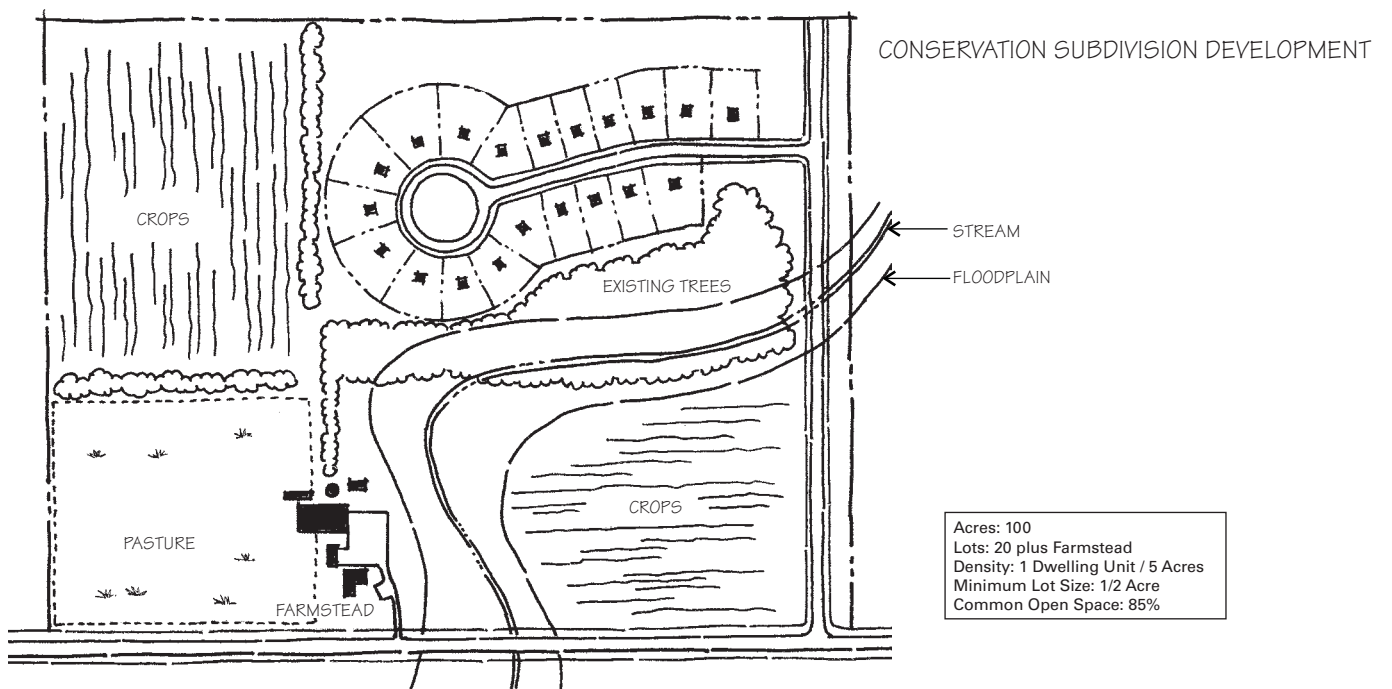 CONSERVATION SUBDIVISION DEVELOPMENT
CROPS
STREAM
EXISTING TREES
FLOODPLAIN
CROPS
PASTURE
FARMSTEAD
Acres: 100
Lots: 20 plus Farmstead
Density: 1 Dwelling Unit / 5 Acres
Minimum Lot Size: 1/2 Acre
Common Open Space: 85%